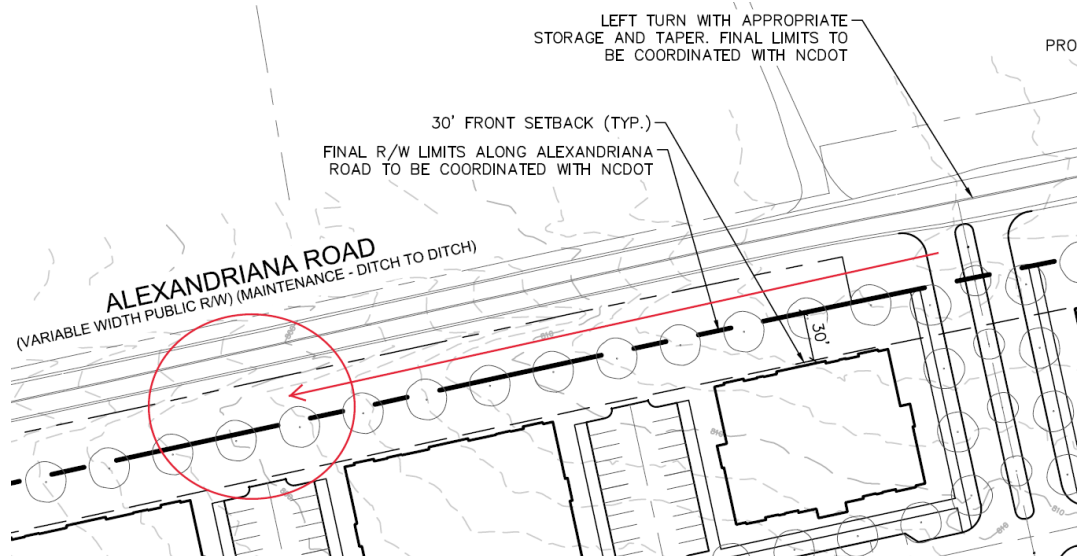 LEFT TURN WITH APPROPRIATE
STORAGE AND TAPER. FINAL LIMITS TO
BE COORDINATED WITH NCDOT
PRO
30' FRONT SETBACK (TYP.)
FINAL R/W LIMITS ALONG ALEXANDRIANA
ROAD TO BE COORDINATED WITH NCDOT
ALEXANDRIANA ROAD
(VARIABLE WIDTH PUBLIC R/W) (MAINTENANCE - DITCH TO DITCH)
30'
810
810